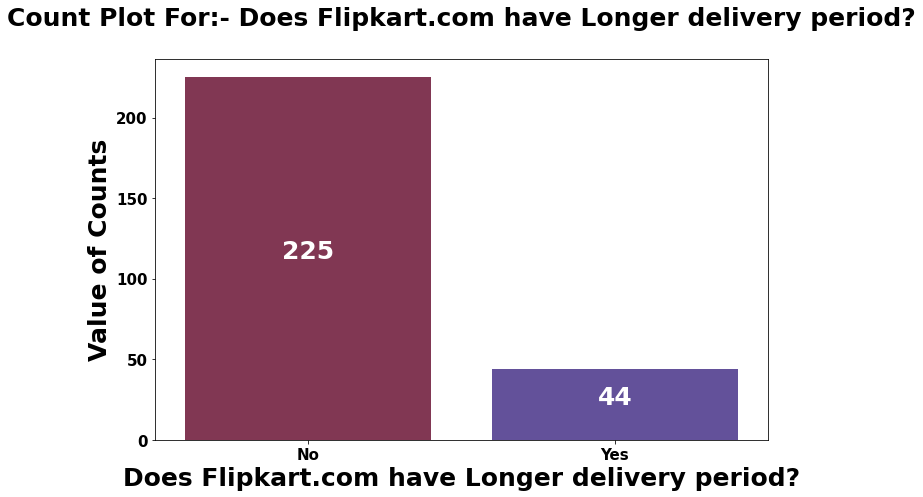 Count Plot For:- Does Flipkart.com have Longer delivery period?
Value of Counts
200
150
100
50
0
225
44
No
Yes
Does Flipkart.com have Longer delivery period?